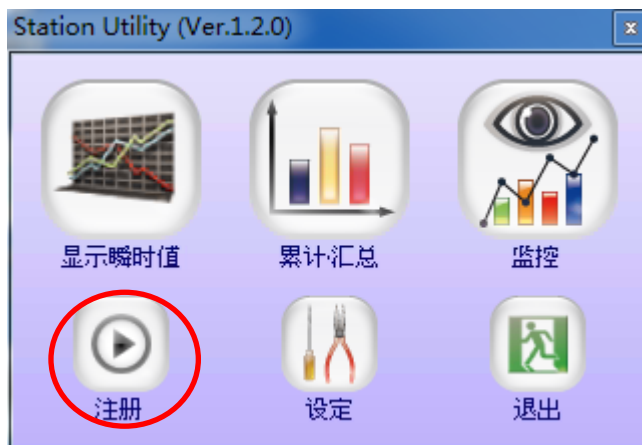 Station Utility (Ver.1.2.0)
显示瞬时值
累计·汇总
监控
注册
设定
退出